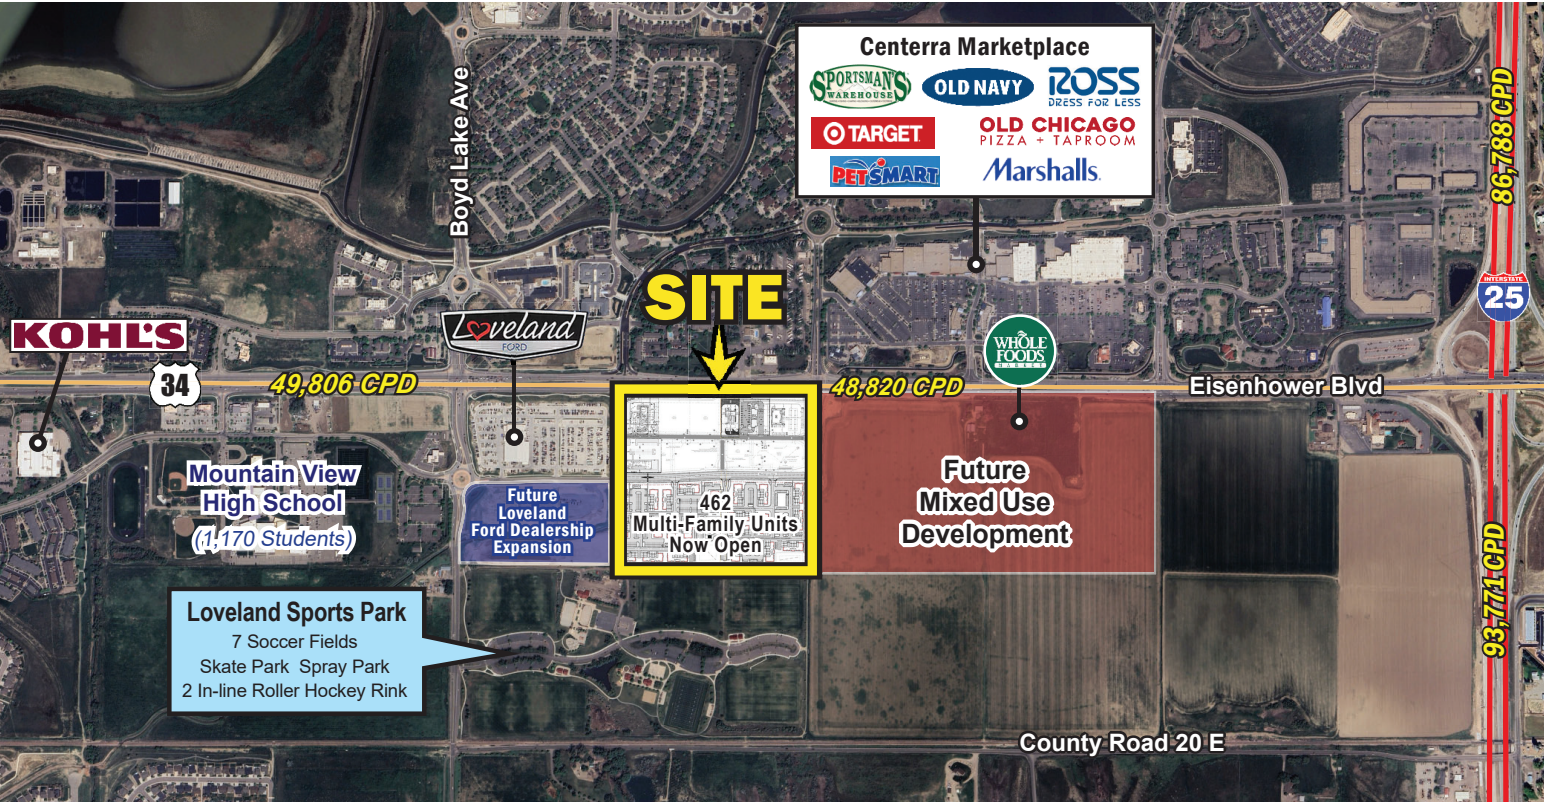 Centerra Marketplace
SPORTSMAN'S
WAREHOUSE
OLD NAVY
ROSS
DRESS FOR LESS
TARGET
OLD CHICAGO
PIZZA + TAPROOM
PETSMART
Marshalls.
Boyd Lake Ave
86,788 CPD
INTERSTATE
25
SITE
KOHL'S
Loveland
FORD
WHOLE
FOODS
MARKET
34
49,806 CPD
48,820 CPD
Eisenhower Blvd
Mountain View
High School
(1,170 Students)
Future
Loveland
Ford Dealership
Expansion
462
Multi-Family Units
Now Open
Future
Mixed Use
Development
93,771 CPD
Loveland Sports Park
7 Soccer Fields
Skate Park Spray Park
2 In-line Roller Hockey Rink
County Road 20 E